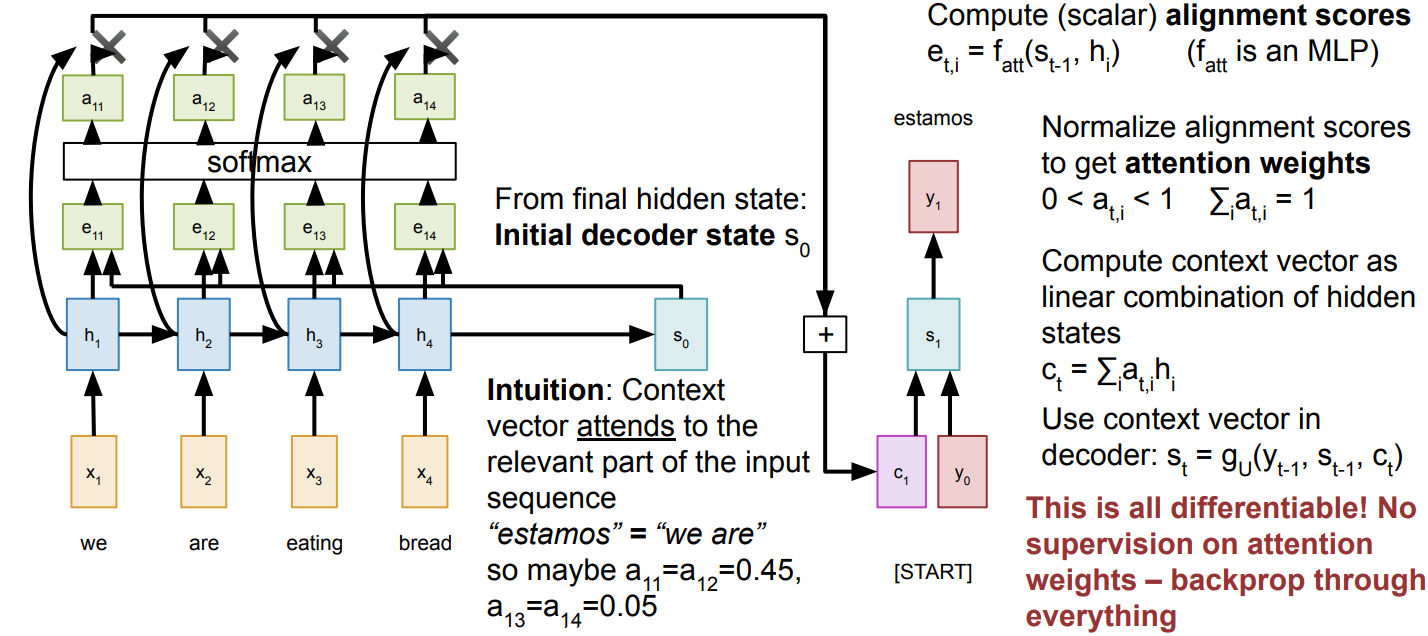 Compute (scalar) alignment scores
e_{t,i} = f_{att}(s_{t-1}, h_i) (f_{att} is an MLP)
a_{11} a_{12} a_{13} a_{14}
softmax
e_{11} e_{12} e_{13} e_{14}
h_1 h_2 h_3 h_4 s_0
x_1 x_2 x_3 x_4
we are eating bread
From final hidden state:
Initial decoder state s_0
Intuition: Context
vector attends to the
relevant part of the input
sequence
“estamos” = “we are”
so maybe a_{11}=a_{12}=0.45,
a_{13}=a_{14}=0.05
+
estamos
y_1
s_1
c_1 y_0
[START]
Normalize alignment scores
to get attention weights
0 < a_{t,i} < 1 ∑_i a_{t,i} = 1
Compute context vector as
linear combination of hidden
states
c_t = ∑_i a_{t,i}h_i
Use context vector in
decoder: s_t = g_U(y_{t-1}, s_{t-1}, c_t)
This is all differentiable! No
supervision on attention
weights – backprop through
everything